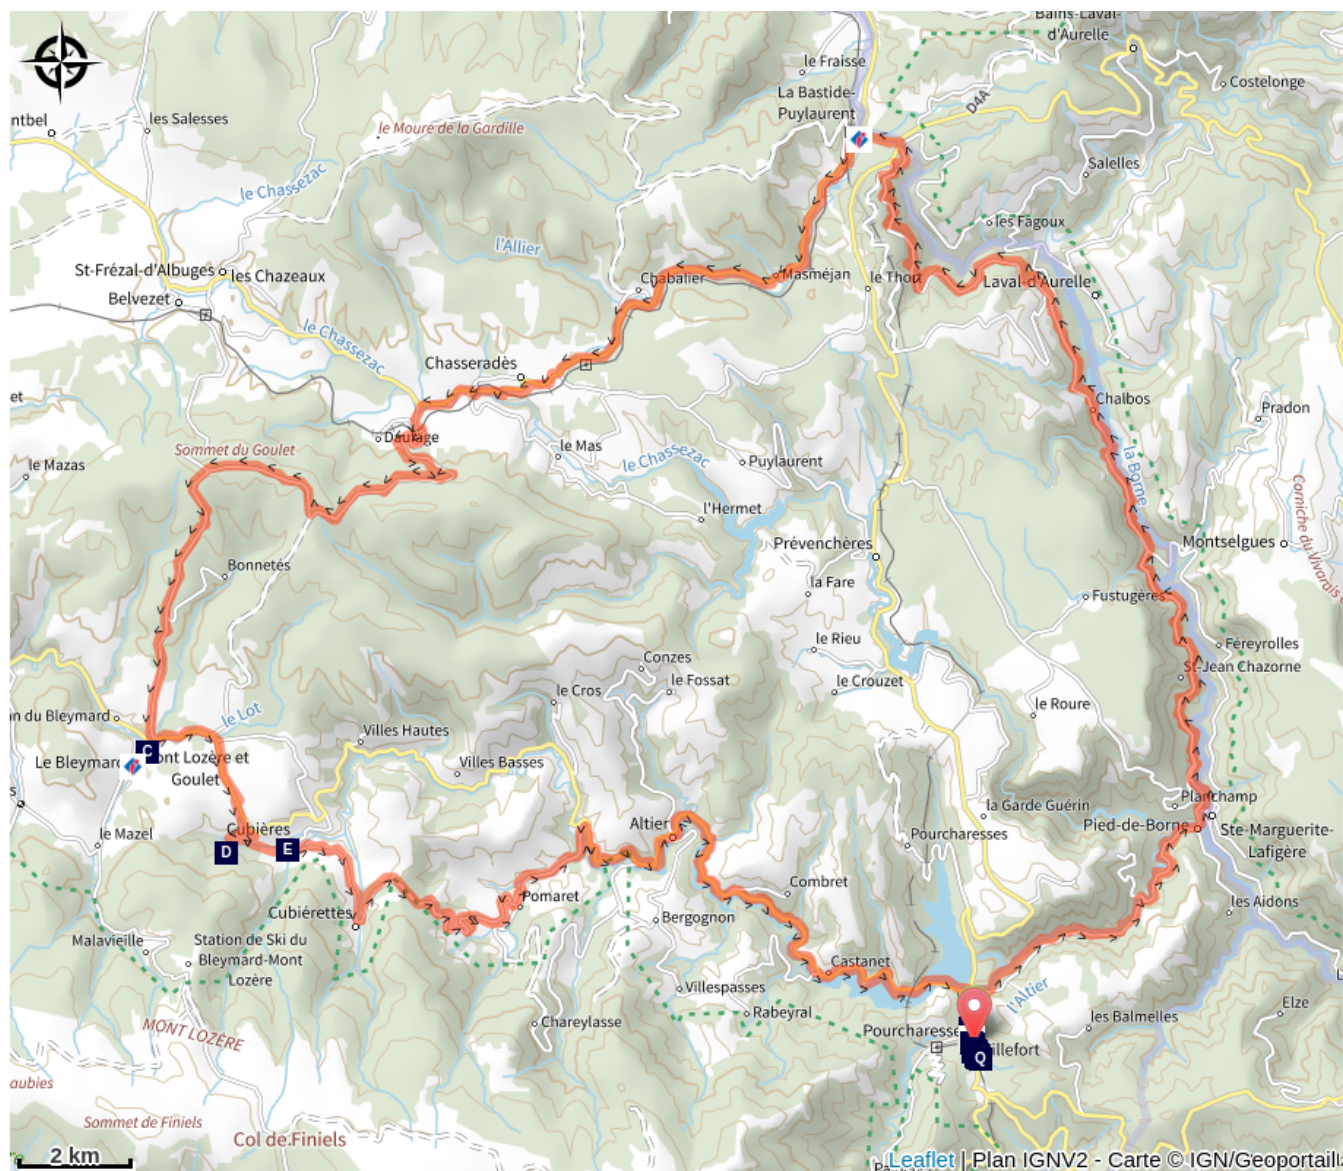 Bains-Laval-
d'Aurelle
le Fraisse
Costelonge
La Bastide-
Puylaurent
D4A
ntbel
les Salesses
le Moure de la Gardille
Salelles
le Chassezac
les Fagoux
l'Allier
St-Frézal-d'Albuges
les Chazeaux
Chabalier
Masméjan
le Thort
Laval-d'Aurelle
Belvezet
le Chassezac
Chasseradès
et
Chalbos
Pradon
Daufage
Sommet du Goulet
le Mas
le Chassezac
Puylaurent
la Borne
le Mazas
Corniche du Vivarais
l'Hermet
Prévenchères
Montselgues
Bonnetès
la Fare
Fustugères
le Rieu
Féreyrolles
Conzes
St-Jean Chazorne
le Fossat
le Crouzet
le Cros
le Roure
n du Bleymard
le Lot
Villes Hautes
C
Le Bleymard
ont Lozère et
Goulet
Villes Basses
Planchamp
la Garde Guérin
le Mazel
Cubières
Altier
Pied-de-Borne
Ste-Marguerite-
Lafigère
Pourcharesses
D
E
Combret
Pomaret
les Aidons
Cubiérettes
Bergognon
Malavieille
Station de Ski du
Bleymard-Mont
Lozère
Castanet
Villespasses
l'Altier
Rabeyral
Elze
MONT LOZÈRE
Chareylasse
Pourcharesse
les Balmelles
Q
illefort
aubies
Sommet de Finiels
Col de Finiels
2 km
Leaflet | Plan IGNV2 - Carte © IGN/Geoportail